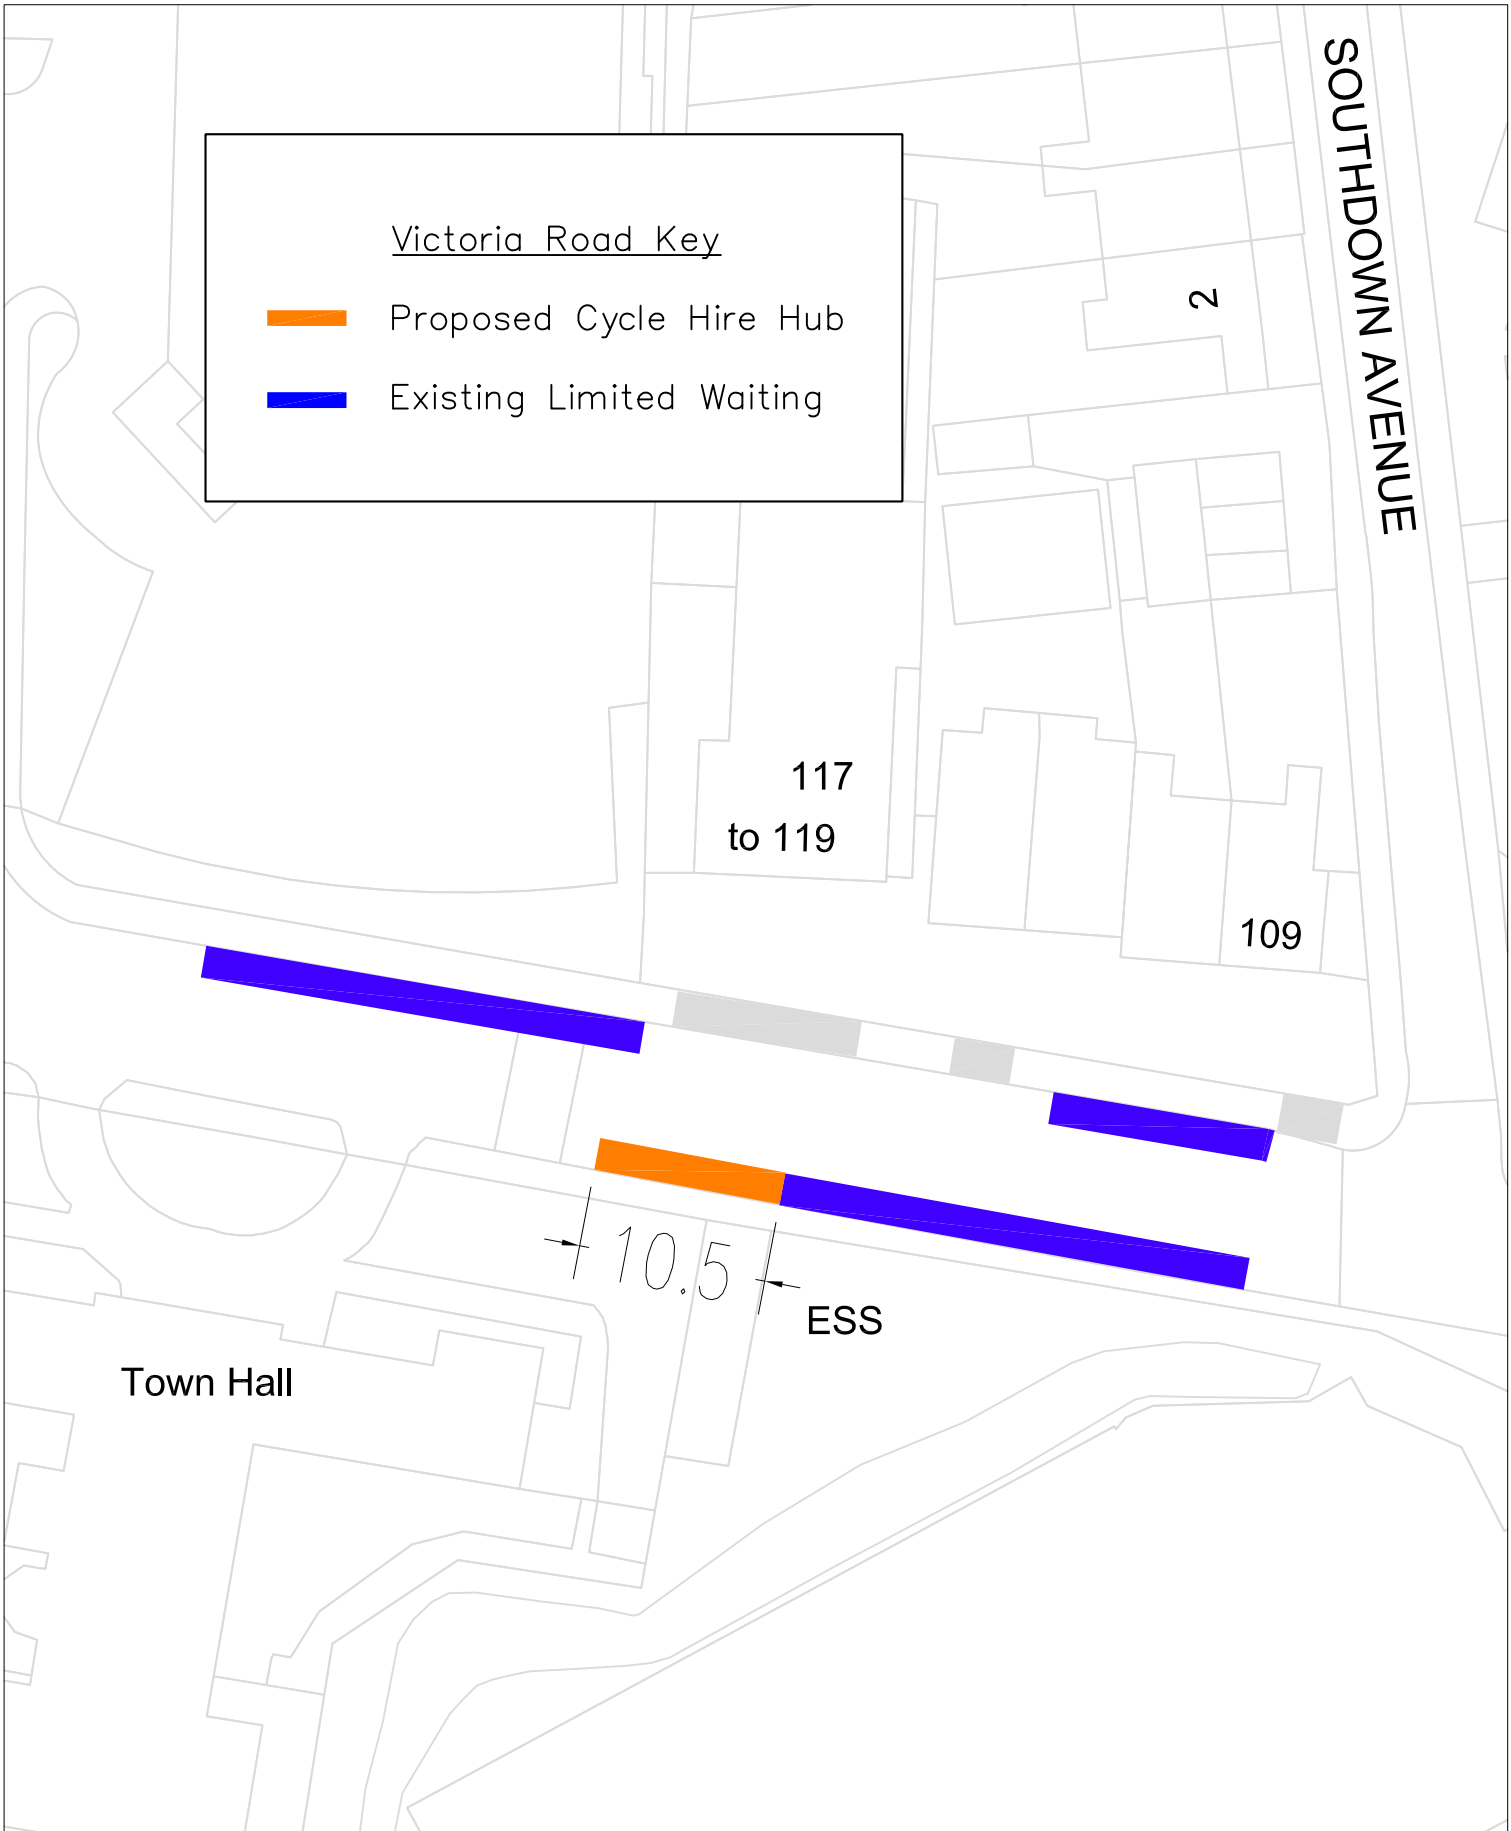 SOUTHDOWN AVENUE
Victoria Road Key
Proposed Cycle Hire Hub
Existing Limited Waiting
2
117
to 119
109
10.5
ESS
Town Hall